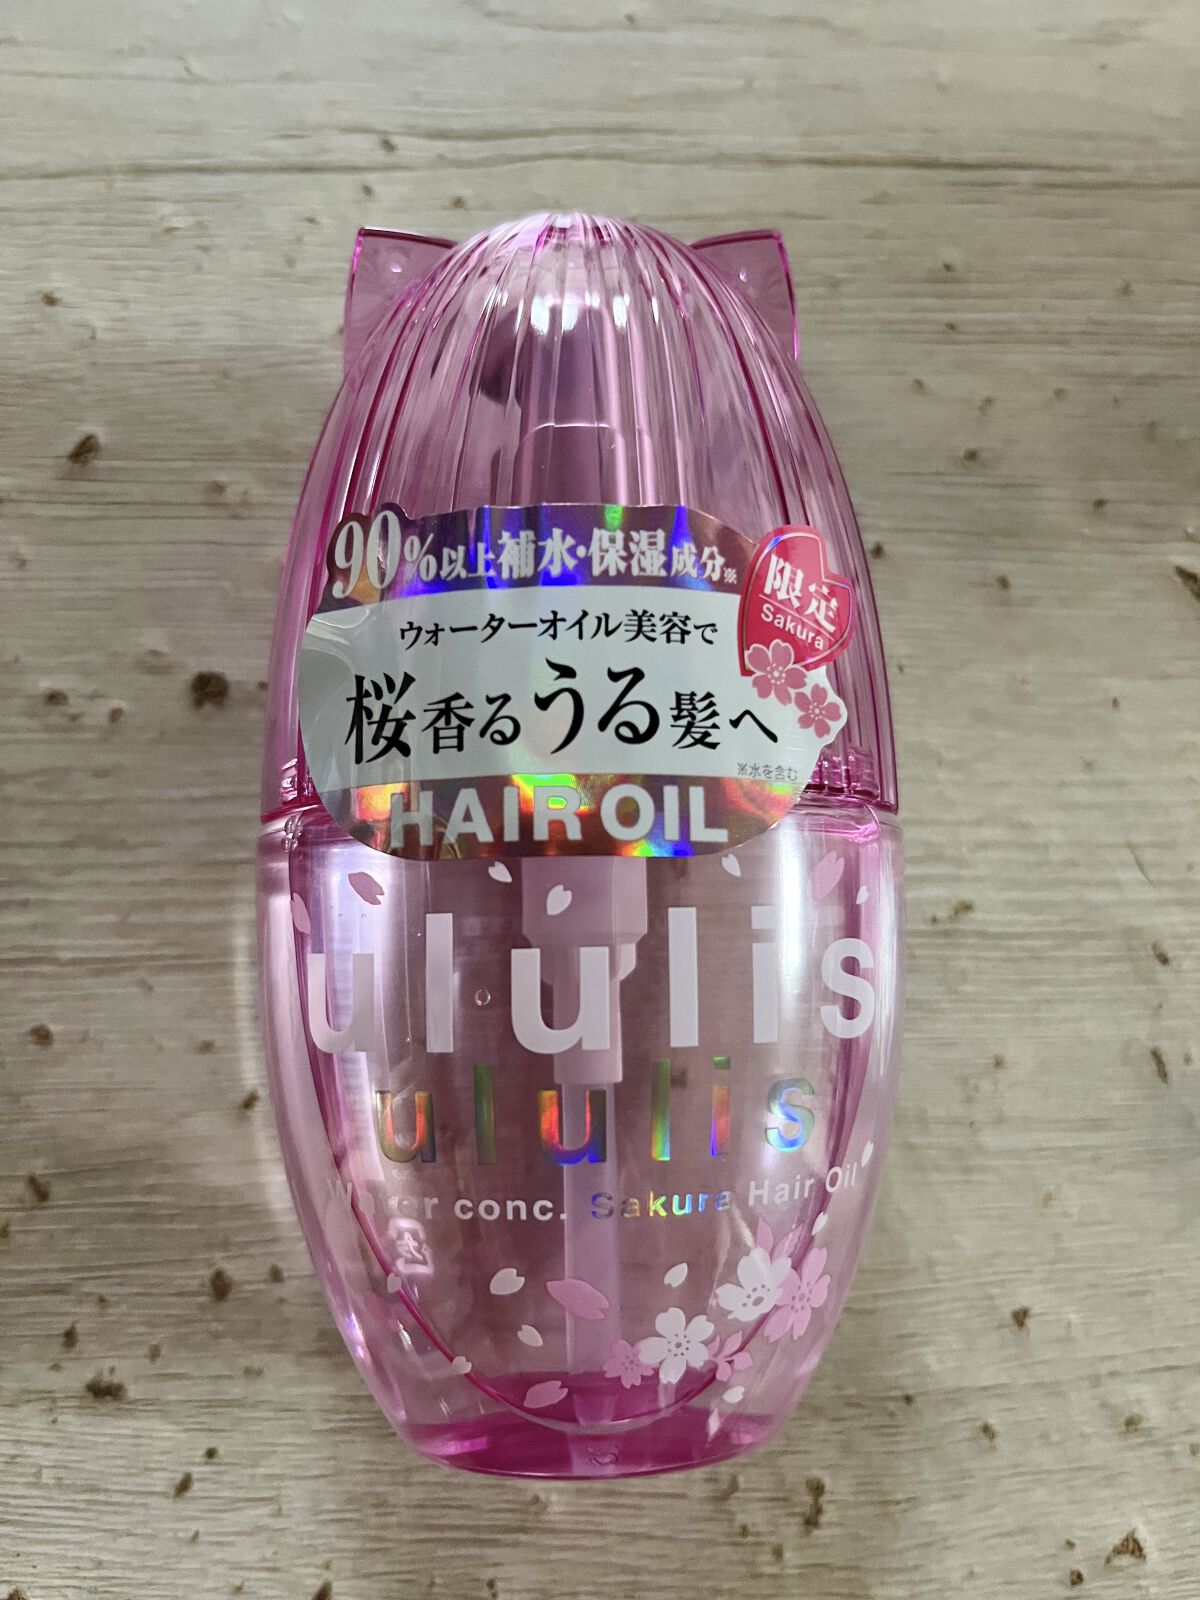 90%以上補水・保湿成分※
限定
Sakura
ウォーターオイル美容で
桜香るうる髪へ
※水を含む
HAIR OIL
ululis
ululis
Water conc. Sakura Hair Oil